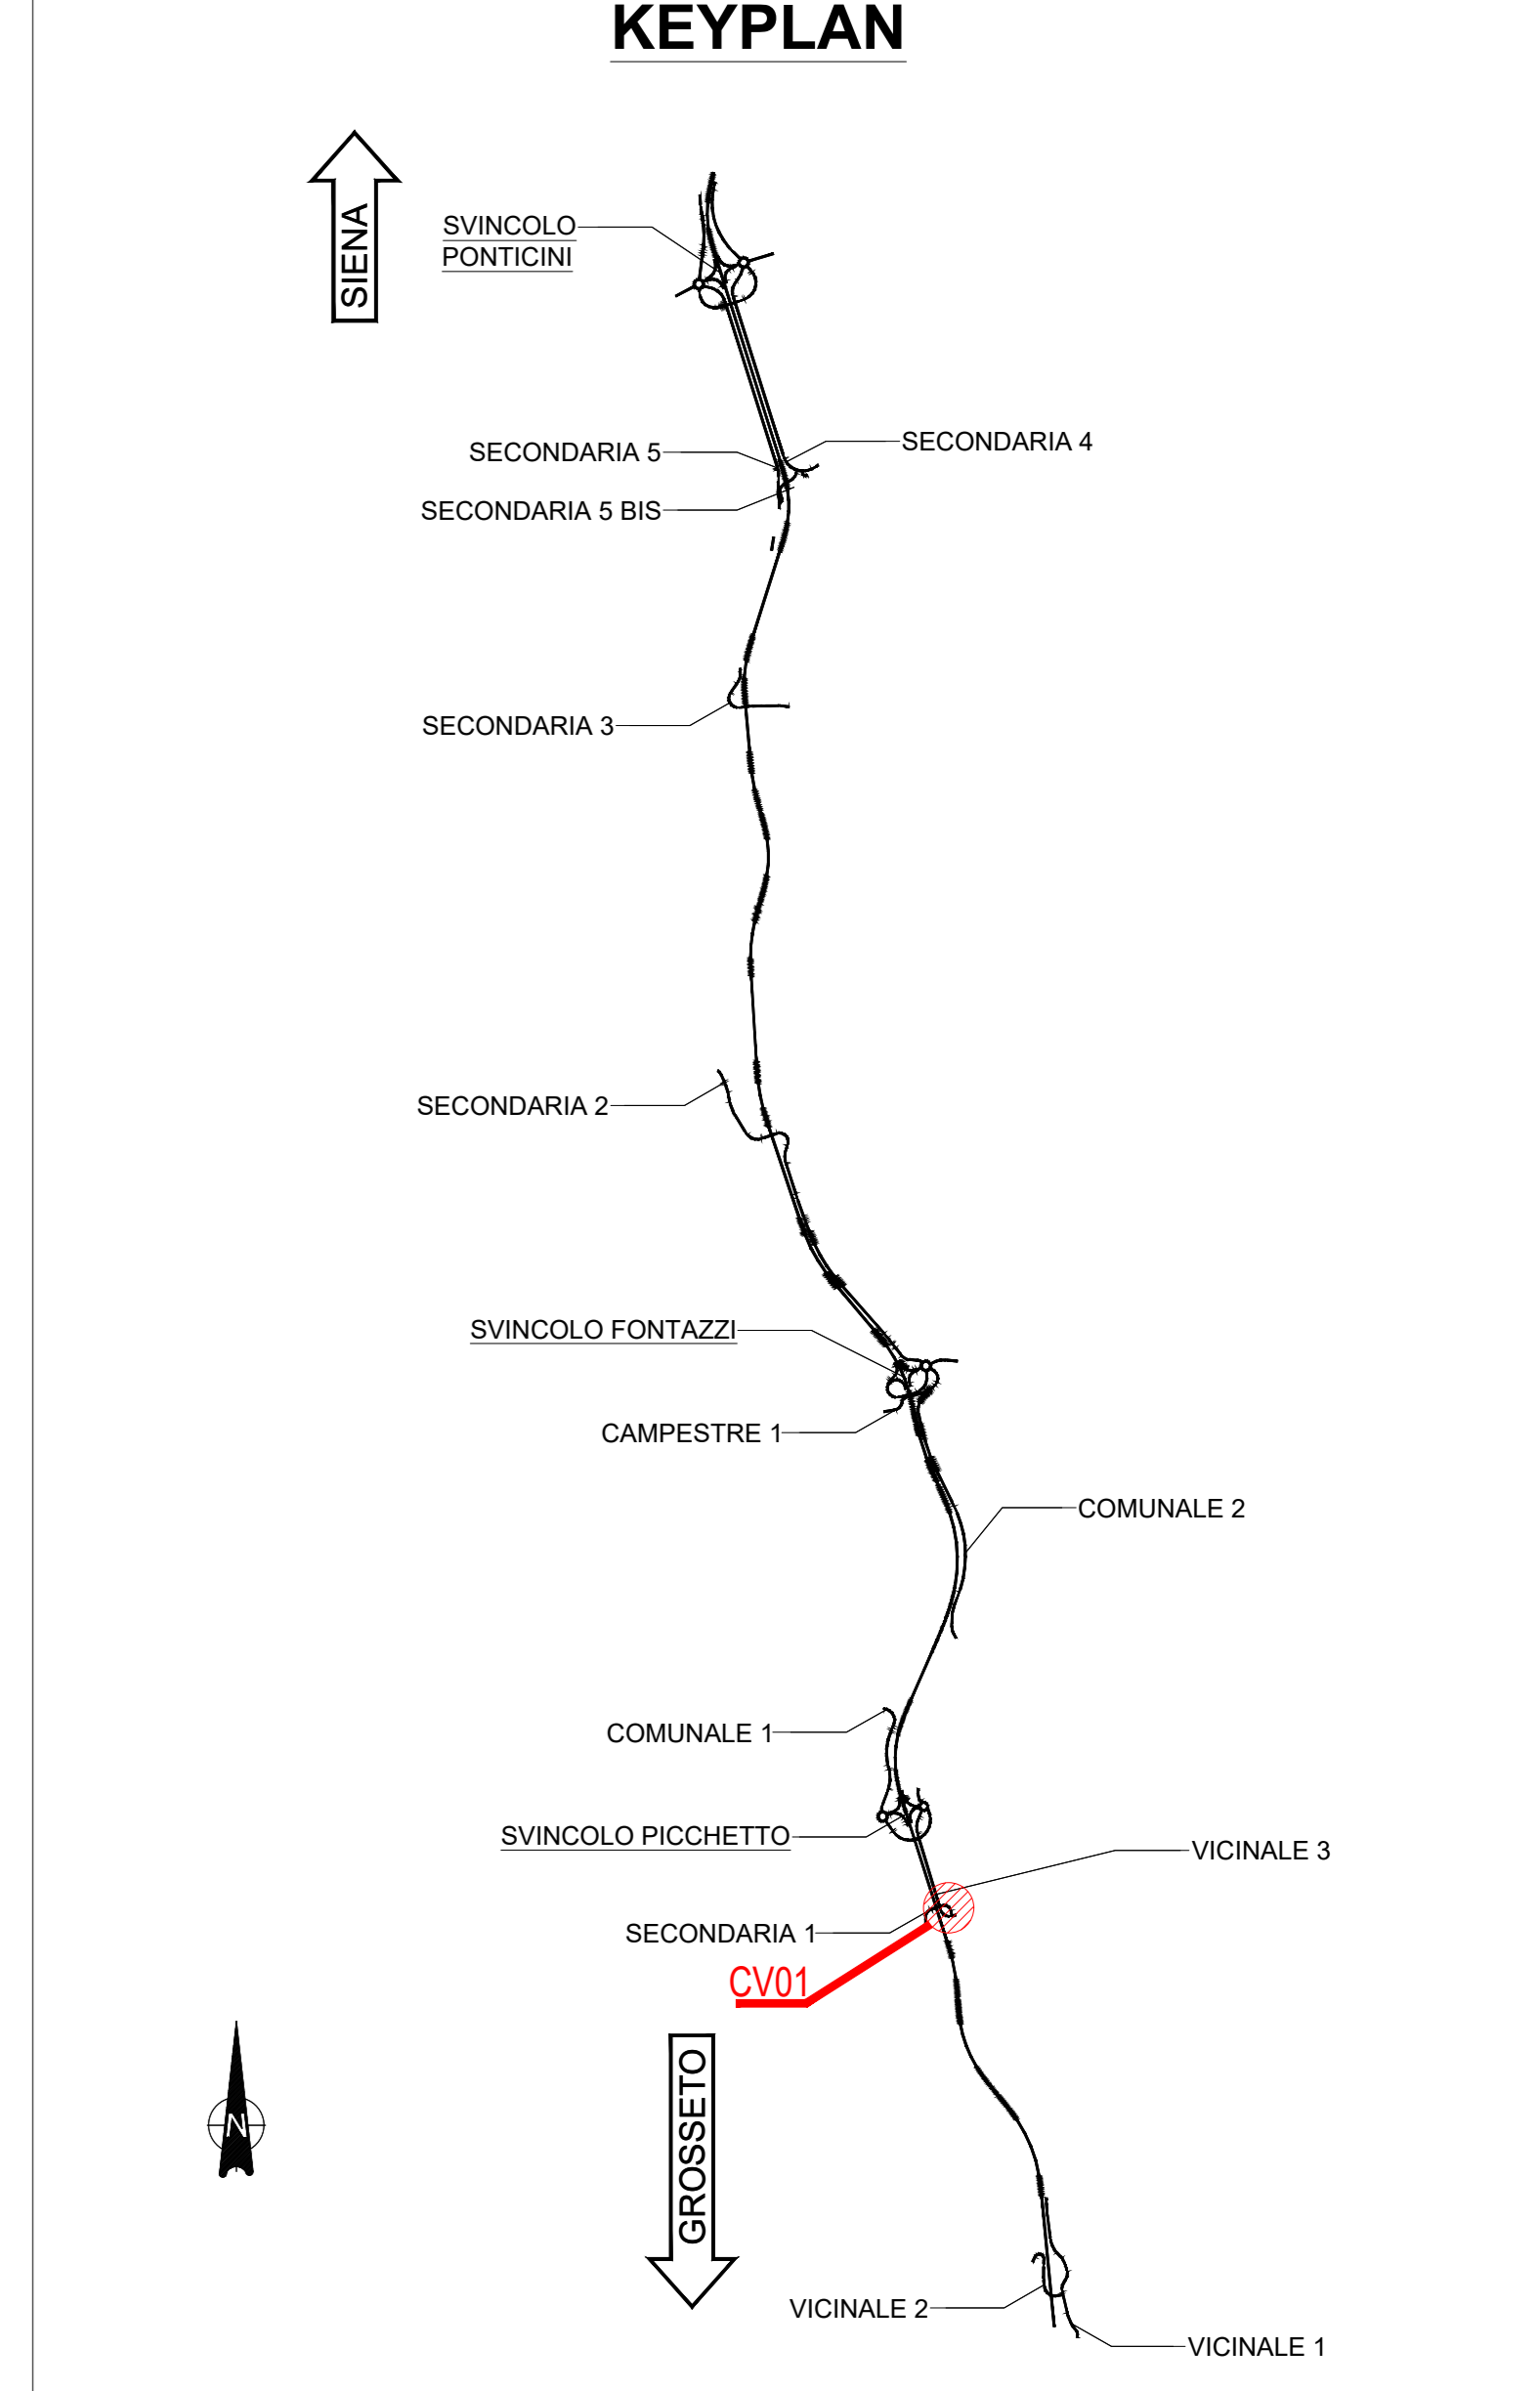 KEYPLAN
SIENA
SVINCOLO
PONTICINI
SECONDARIA 4
SECONDARIA 5
SECONDARIA 5 BIS
SECONDARIA 3
SECONDARIA 2
SVINCOLO FONTAZZI
CAMPESTRE 1
COMUNALE 2
COMUNALE 1
SVINCOLO PICCHETTO
VICINALE 3
SECONDARIA 1
CV01
GROSSETO
N
VICINALE 2
VICINALE 1